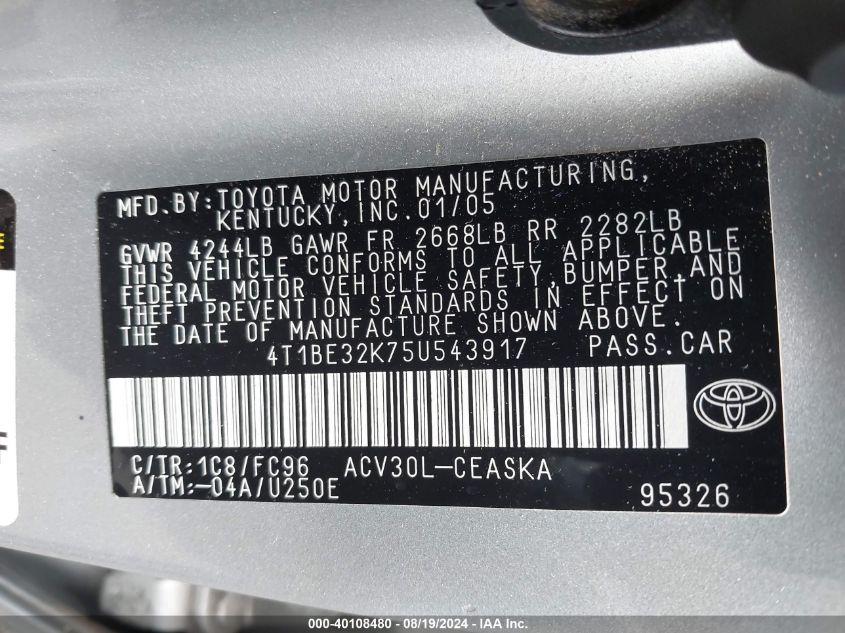 MFD.BY:TOYOTA MOTOR MANUFACTURING,
KENTUCKY,INC.01/05
GVWR 4244LB GAWR FR 2668LB RR 2282LB
THIS VEHICLE CONFORMS TO ALL APPLICABLE
FEDERAL MOTOR VEHICLE SAFETY,BUMPER,AND
THEFT PREVENTION STANDARDS IN EFFECT ON
THE DATE OF MANUFACTURE SHOWN ABOVE.
4T1BE32K75U543917 PASS.CAR
C/TR:1C8/FC96 ACV30L-CEASKA
A/TM:-04A/U250E 95326
000-40108480 - 08/19/2024 - IAA Inc.